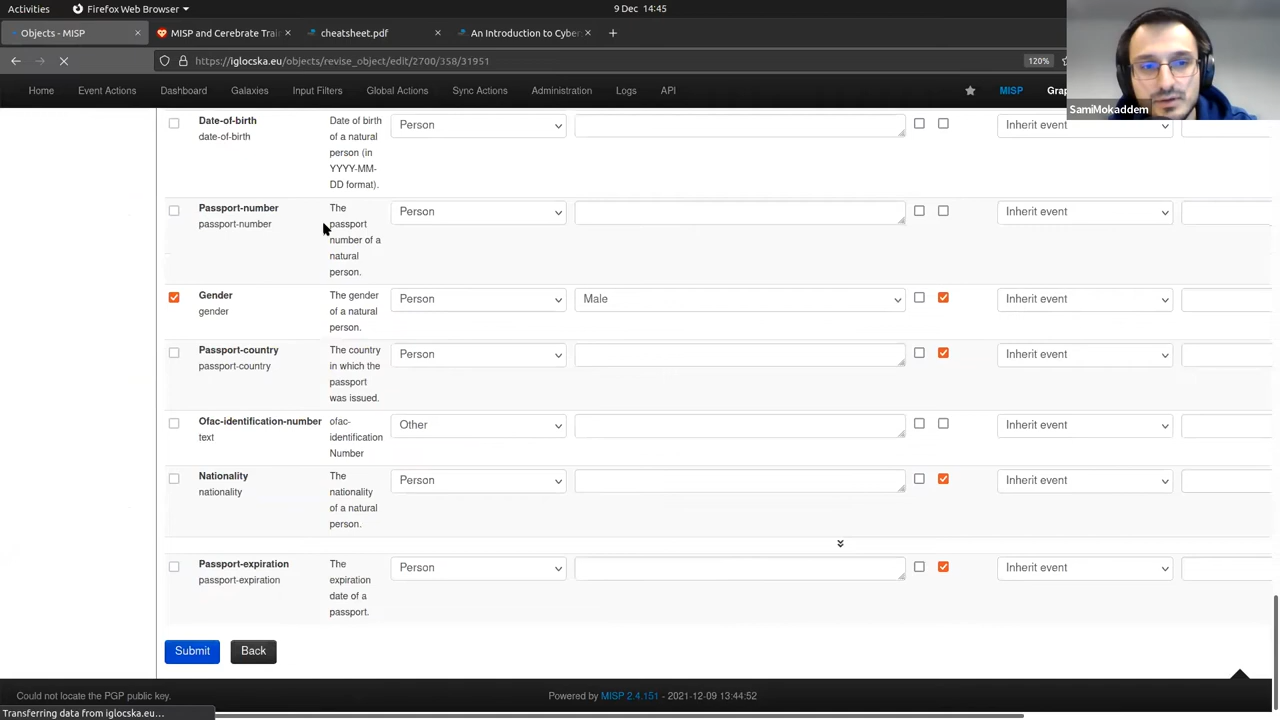 Activities
Firefox Web Browser
9 Dec 14:45
Objects - MISP
MISP and Cerebrate Trai
cheatsheet.pdf
An Introduction to Cyber
https://iglocska.eu/objects/revise_object/edit/2700/358/31951
120%
Home
Event Actions
Dashboard
Galaxies
Input Filters
Global Actions
Sync Actions
Administration
Logs
API
MISP
Gra
SamiMokaddem
Date-of-birth
date-of-birth
Date of birth
of a natural
person (in
YYYY-MM-
DD format).
Person
Inherit event
Passport-number
passport-number
The
passport
number of a
natural
person.
Person
Inherit event
Gender
gender
The gender
of a natural
person.
Person
Male
Inherit event
Passport-country
passport-country
The country
in which the
passport
was issued.
Person
Inherit event
Ofac-identification-number
text
ofac-
identification
Number
Other
Inherit event
Nationality
nationality
The
nationality
of a natural
person.
Person
Inherit event
Passport-expiration
passport-expiration
The
expiration
date of a
passport.
Person
Inherit event
Submit
Back
Could not locate the PGP public key.
Powered by MISP 2.4.151 - 2021-12-09 13:44:52
Transferring data from iglocska.eu…